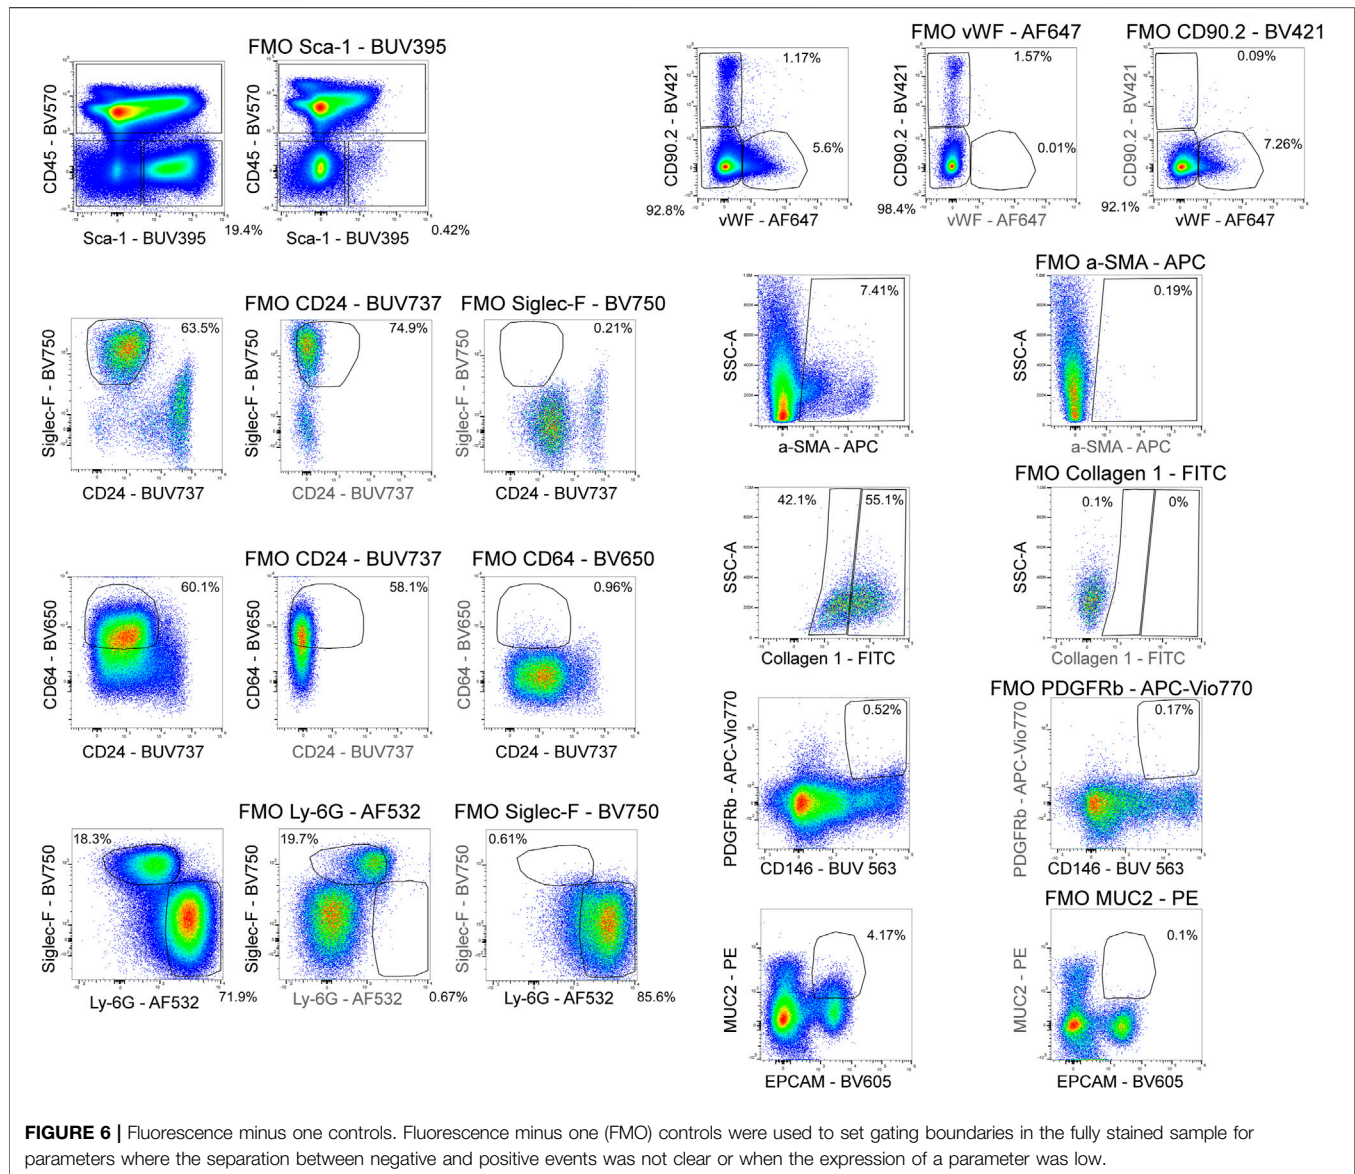 FMO Sca-1 - BUV395
CD45 - BV570
CD45 - BV570
Sca-1 - BUV395
19.4%
Sca-1 - BUV395
0.42%
FMO CD24 - BUV737
FMO Siglec-F - BV750
Siglec-F - BV750
63.5%
Siglec-F - BV750
74.9%
Siglec-F - BV750
0.21%
CD24 - BUV737
CD24 - BUV737
CD24 - BUV737
FMO CD24 - BUV737
FMO CD64 - BV650
CD64 - BV650
60.1%
CD64 - BV650
58.1%
CD64 - BV650
0.96%
CD24 - BUV737
CD24 - BUV737
CD24 - BUV737
FMO Ly-6G - AF532
FMO Siglec-F - BV750
Siglec-F - BV750
18.3%
Siglec-F - BV750
19.7%
Siglec-F - BV750
0.61%
Ly-6G - AF532
71.9%
Ly-6G - AF532
0.67%
Ly-6G - AF532
85.6%
FMO vWF - AF647
FMO CD90.2 - BV421
CD90.2 - BV421
1.17%
5.6%
CD90.2 - BV421
1.57%
0.01%
CD90.2 - BV421
0.09%
7.26%
92.8%
vWF - AF647
98.4%
vWF - AF647
92.1%
vWF - AF647
FMO a-SMA - APC
SSC-A
7.41%
SSC-A
0.19%
a-SMA - APC
a-SMA - APC
FMO Collagen 1 - FITC
SSC-A
42.1%
55.1%
SSC-A
0.1%
0%
Collagen 1 - FITC
Collagen 1 - FITC
FMO PDGFRb - APC-Vio770
PDGFRb - APC-Vio770
0.52%
PDGFRb - APC-Vio770
0.17%
CD146 - BUV 563
CD146 - BUV 563
FMO MUC2 - PE
MUC2 - PE
4.17%
MUC2 - PE
0.1%
EPCAM - BV605
EPCAM - BV605
FIGURE 6 | Fluorescence minus one controls. Fluorescence minus one (FMO) controls were used to set gating boundaries in the fully stained sample for
parameters where the separation between negative and positive events was not clear or when the expression of a parameter was low.